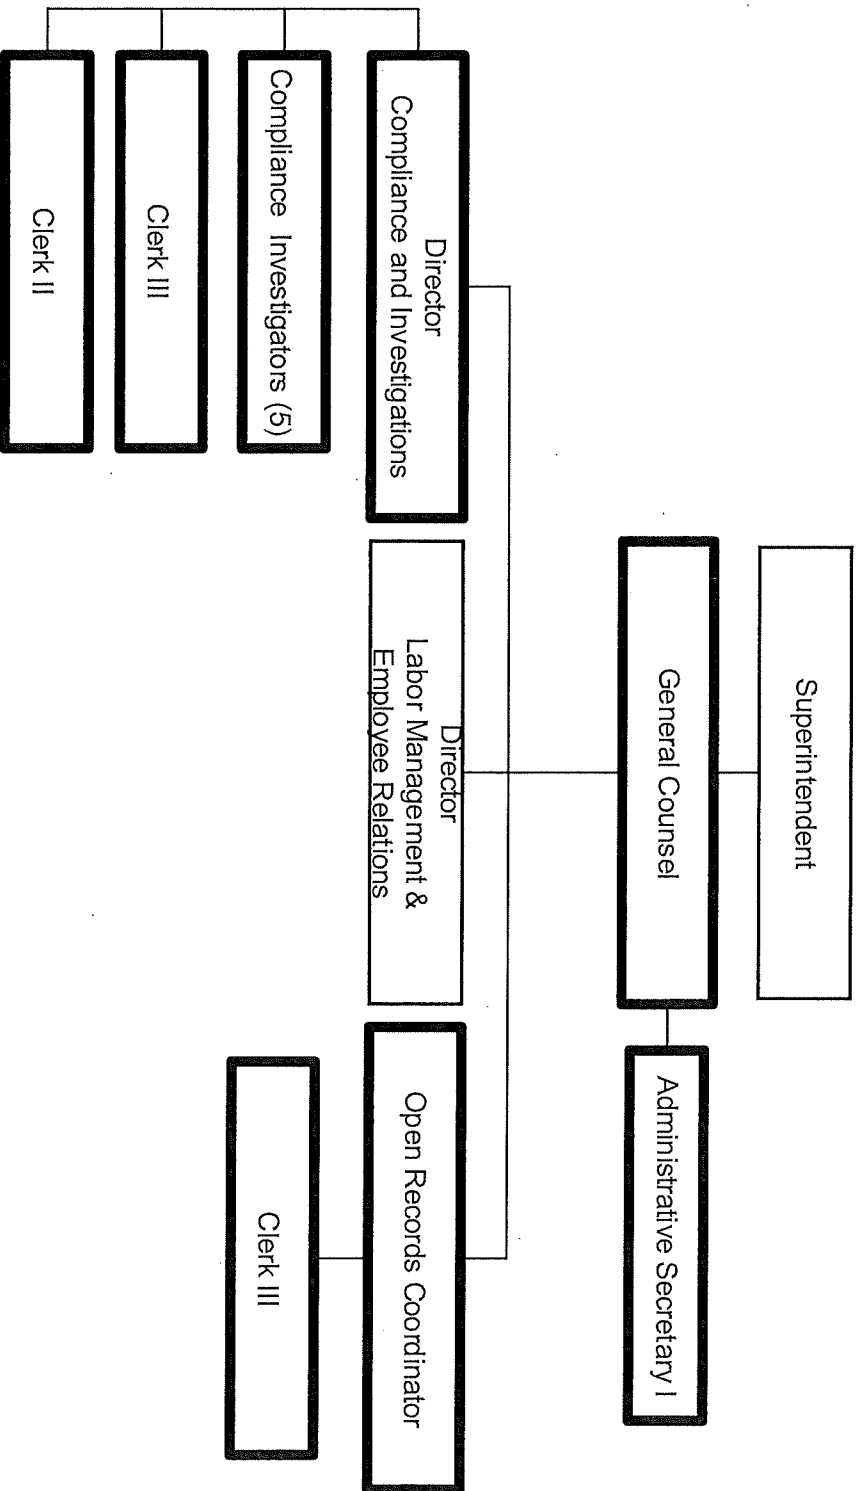 Superintendent
General Counsel
Administrative Secretary I
Director
Compliance and Investigations
Director
Labor Management &
Employee Relations
Open Records Coordinator
Compliance Investigators (5)
Clerk III
Clerk III
Clerk II